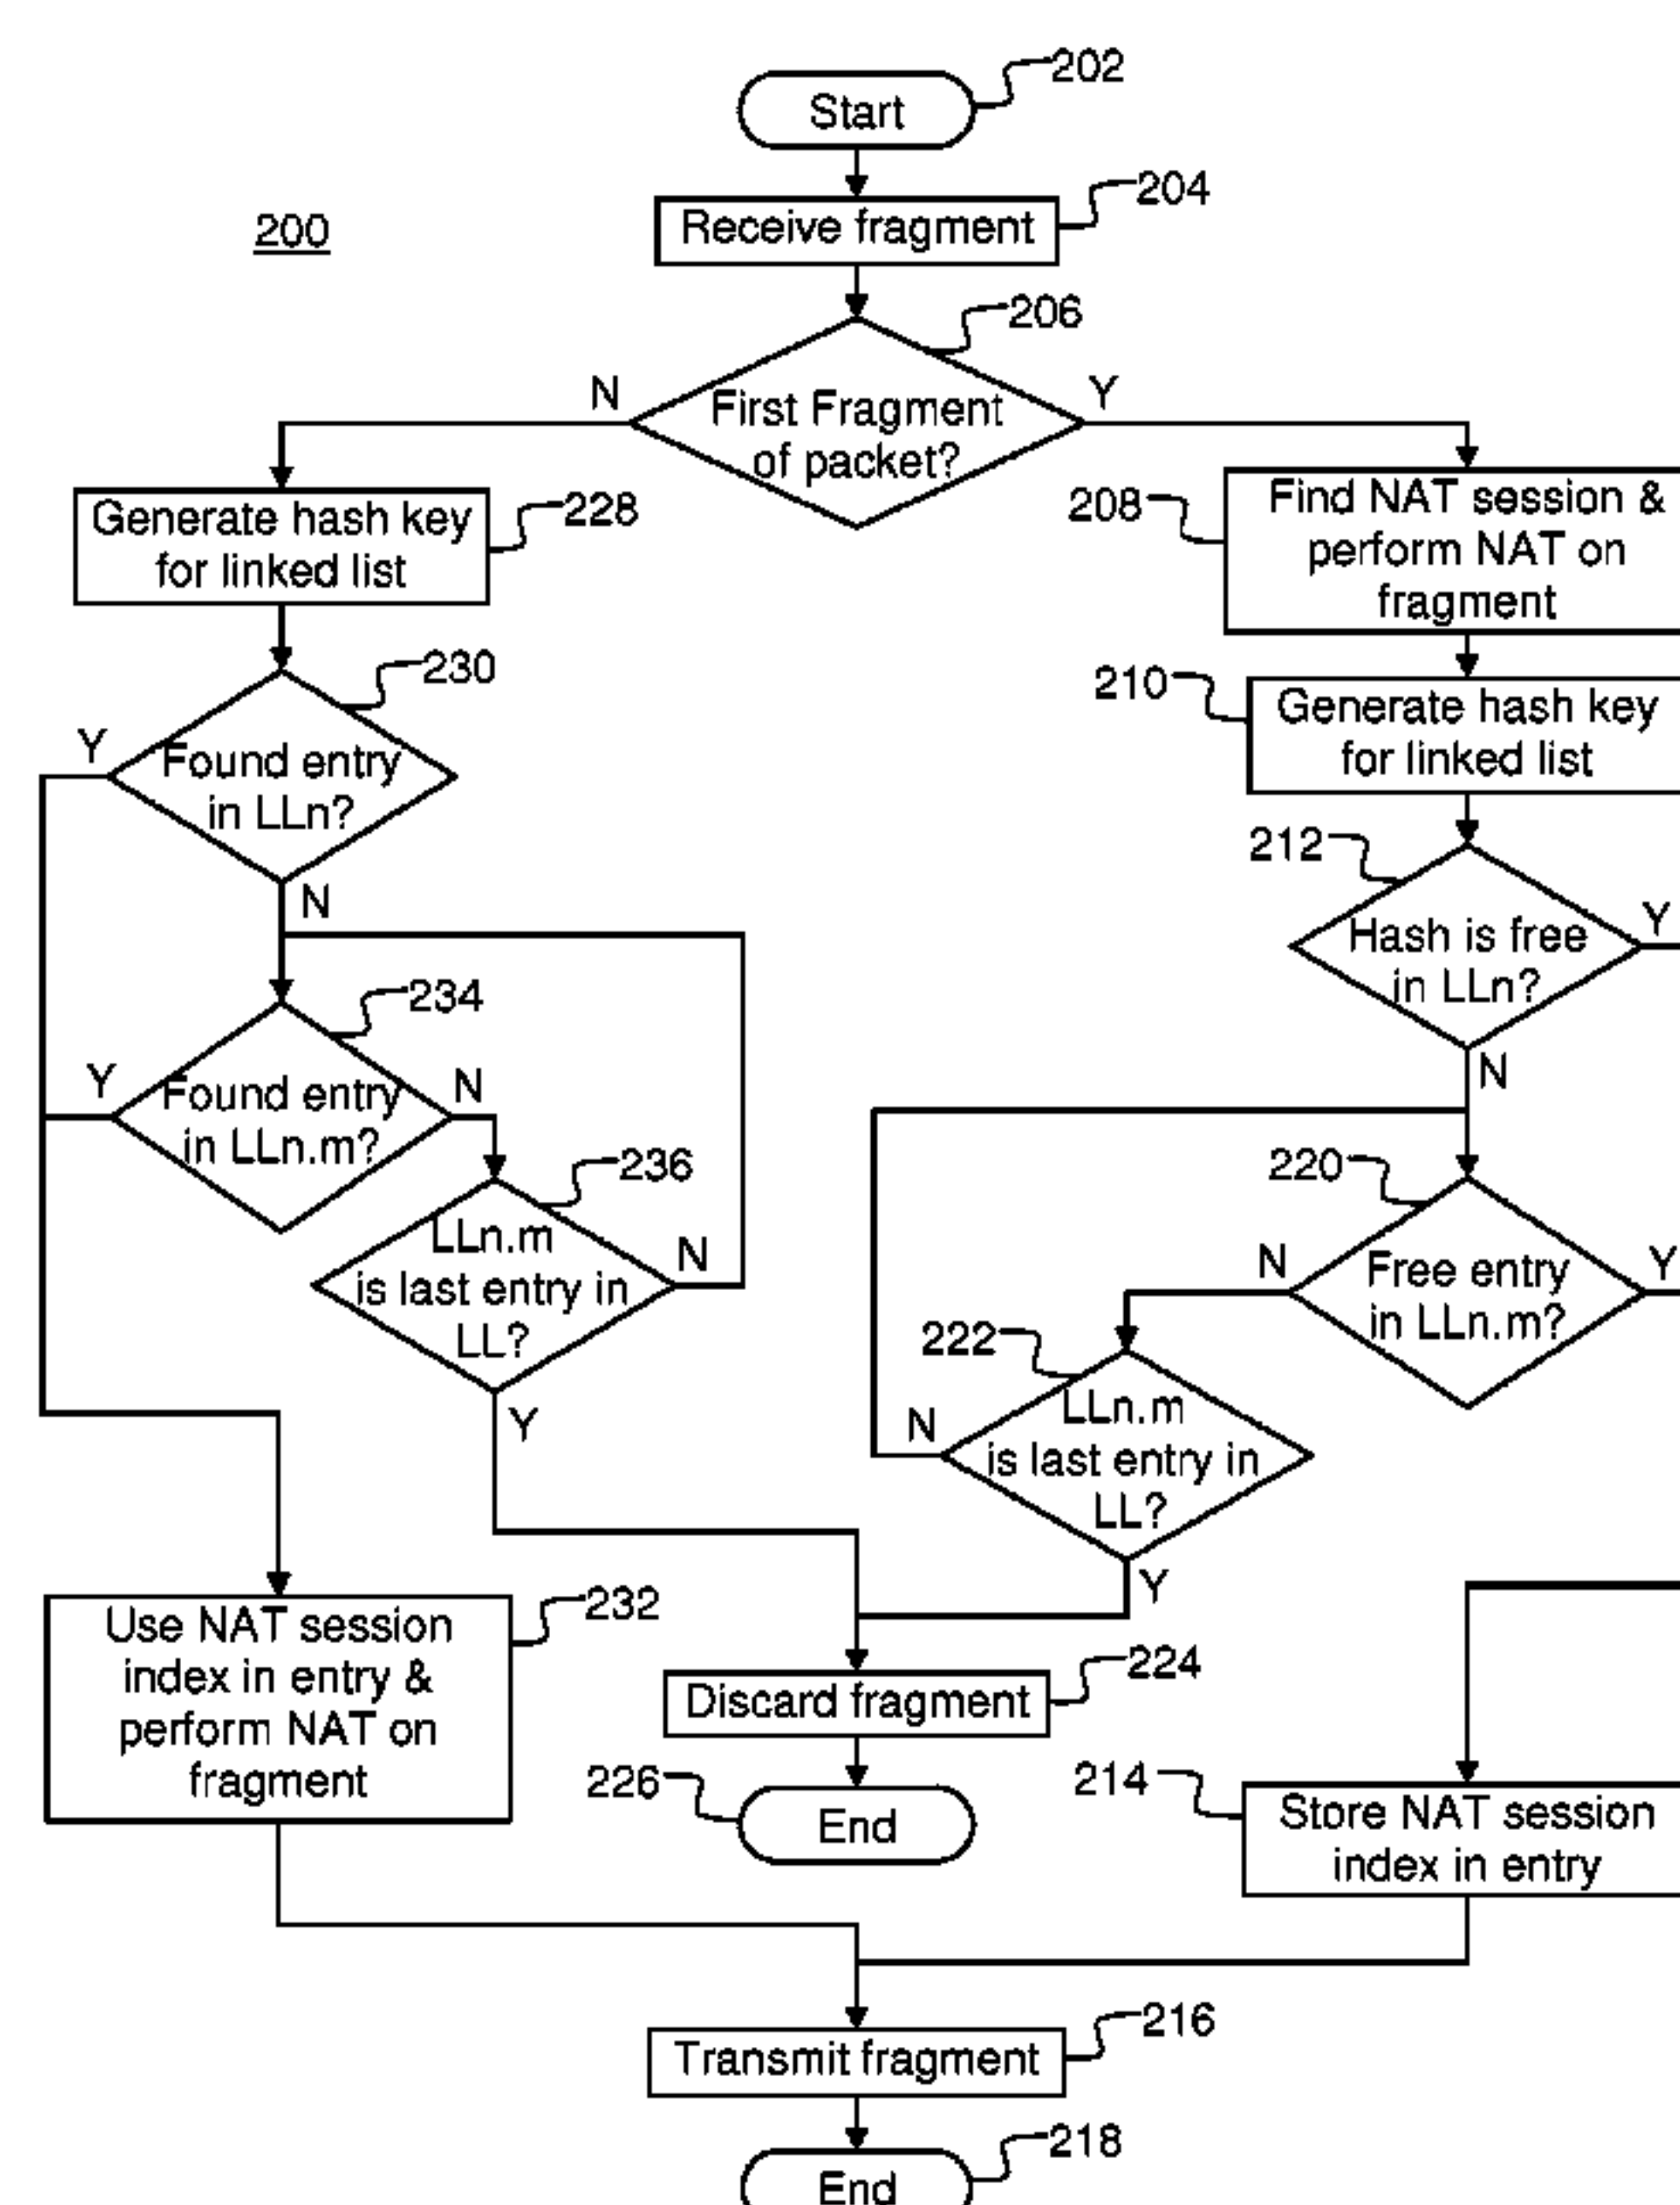 202
Start
204
Receive fragment
200
206
N
Y
First Fragment
of packet?
228
Generate hash key
for linked list
208
Find NAT session &
perform NAT on
fragment
230
Y
Found entry
in LLn?
N
210
Generate hash key
for linked list
212
Y
Hash is free
in LLn?
N
234
Y
N
Found entry
in LLn.m?
236
N
LLn.m
is last entry in
LL?
Y
220
N
Y
Free entry
in LLn.m?
222
N
LLn.m
is last entry in
LL?
Y
232
Use NAT session
index in entry &
perform NAT on
fragment
224
Discard fragment
226
End
214
Store NAT session
index in entry
216
Transmit fragment
218
End